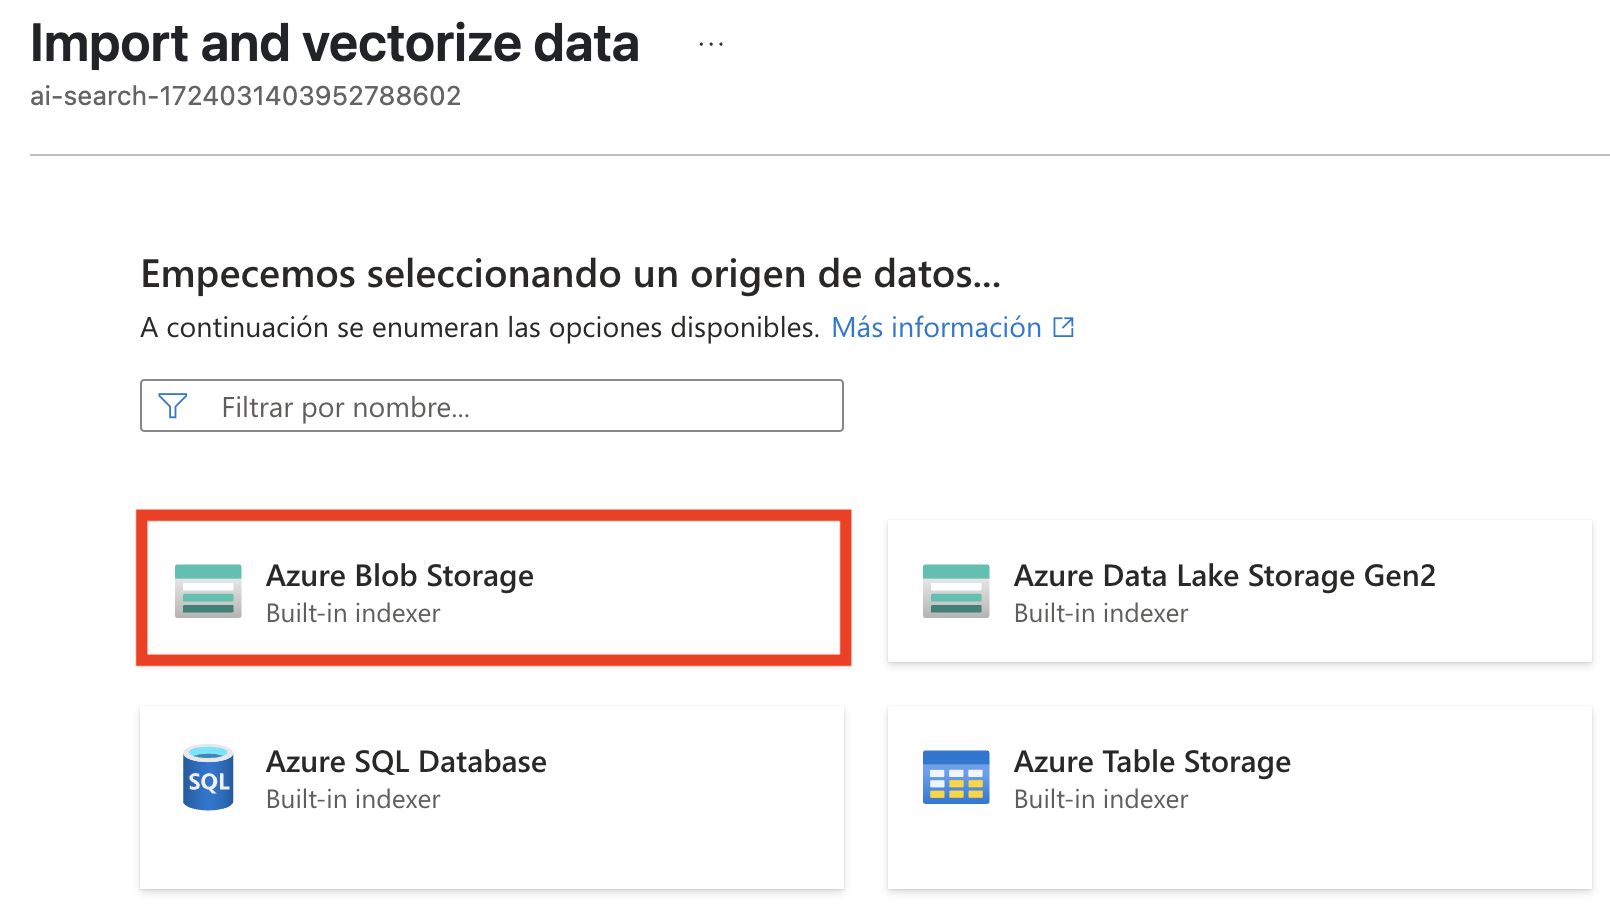 Import and vectorize data ...
ai-search-1724031403952788602
Empecemos seleccionando un origen de datos...
A continuación se enumeran las opciones disponibles. Más información
Filtrar por nombre...
Azure Blob Storage
Built-in indexer
Azure Data Lake Storage Gen2
Built-in indexer
SQL
Azure SQL Database
Built-in indexer
Azure Table Storage
Built-in indexer